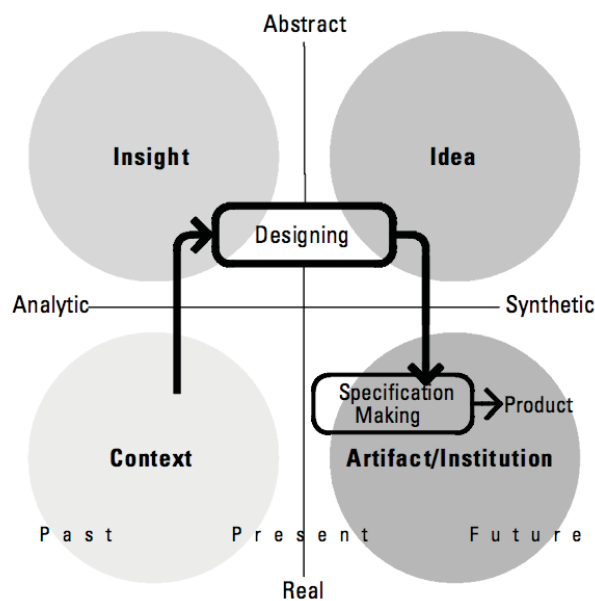 Abstract
Insight
Idea
Designing
Analytic
Synthetic
Specification
Making
Product
Context
Artifact/Institution
Past Present Future
Real